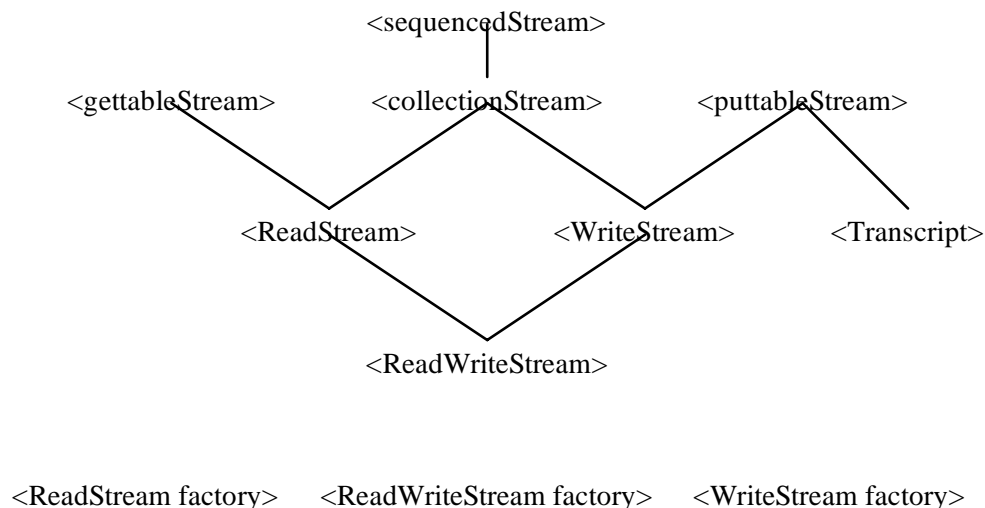 <sequencedStream>
<gettableStream> <collectionStream> <puttableStream>
<ReadStream> <WriteStream> <Transcript>
<ReadWriteStream>
<ReadStream factory> <ReadWriteStream factory> <WriteStream factory>